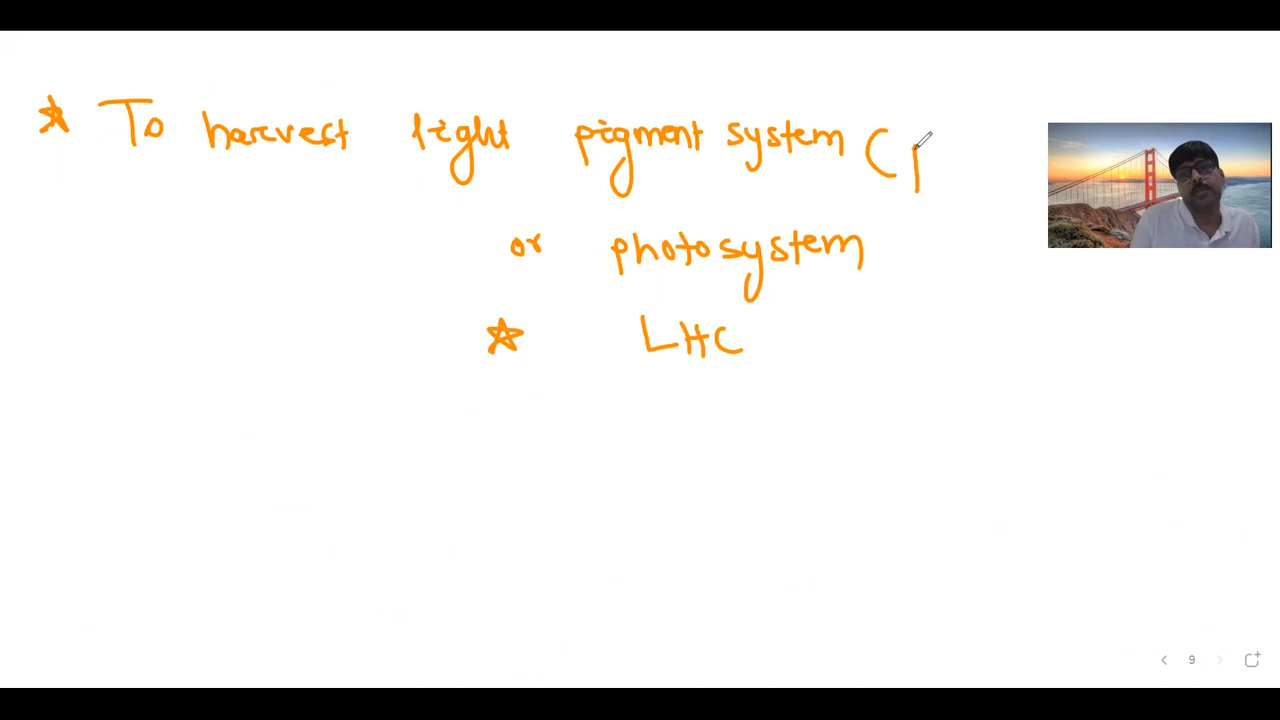 ☆ To harvest light pigment system (
or photosystem
☆ LHC
9